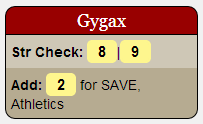 Gygax
Str Check: 8 | 9
Add: 2 for SAVE,
Athletics